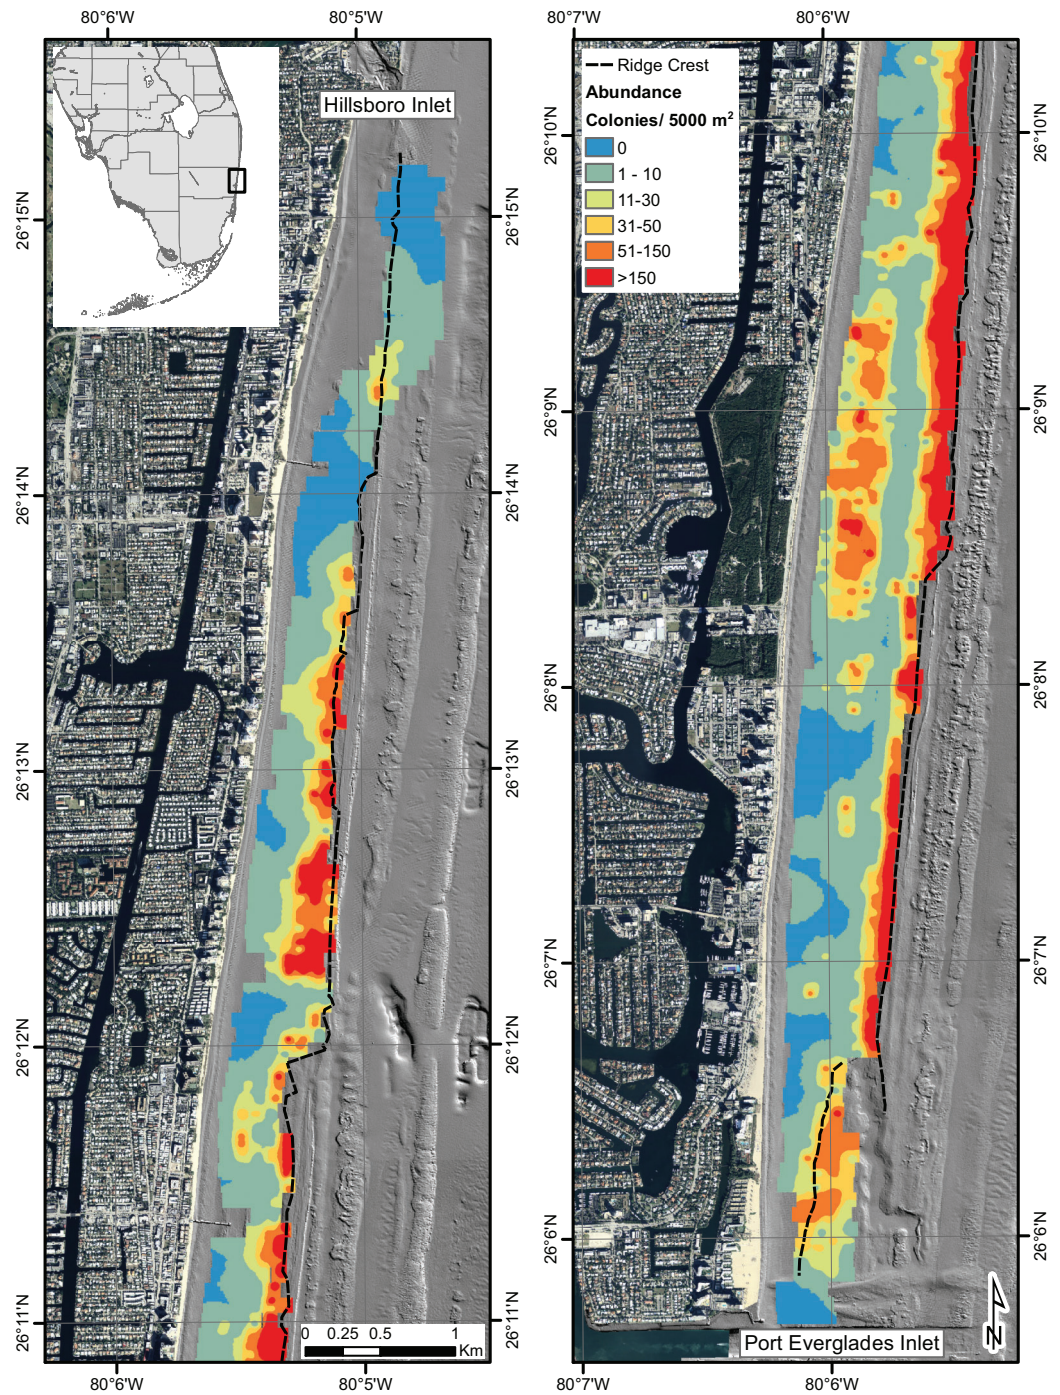 80°6'W
80°5'W
80°7'W
80°6'W
Hillsboro Inlet
Ridge Crest
Abundance
Colonies/ 5000 m²
0
1 - 10
11-30
31-50
51-150
>150
26°15'N
26°14'N
26°13'N
26°12'N
26°11'N
26°15'N
26°14'N
26°13'N
26°12'N
26°11'N
26°10'N
26°9'N
26°8'N
26°7'N
26°6'N
26°10'N
26°9'N
26°8'N
26°7'N
26°6'N
0 0.25 0.5 1
Km
Port Everglades Inlet
N
80°6'W
80°5'W
80°7'W
80°6'W